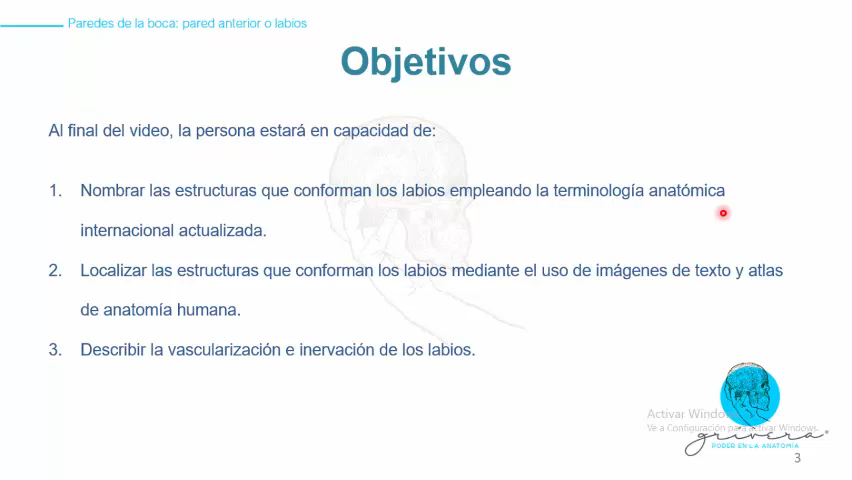 Paredes de la boca: pared anterior o labios
Objetivos
Al final del video, la persona estará en capacidad de:
1. Nombrar las estructuras que conforman los labios empleando la terminología anatómica
internacional actualizada.
2. Localizar las estructuras que conforman los labios mediante el uso de imágenes de texto y atlas
de anatomía humana.
3. Describir la vascularización e inervación de los labios.
Activar Windows
Ve a Configuración para activar Windows.
grivera
PODER EN LA ANATOMÍA
3